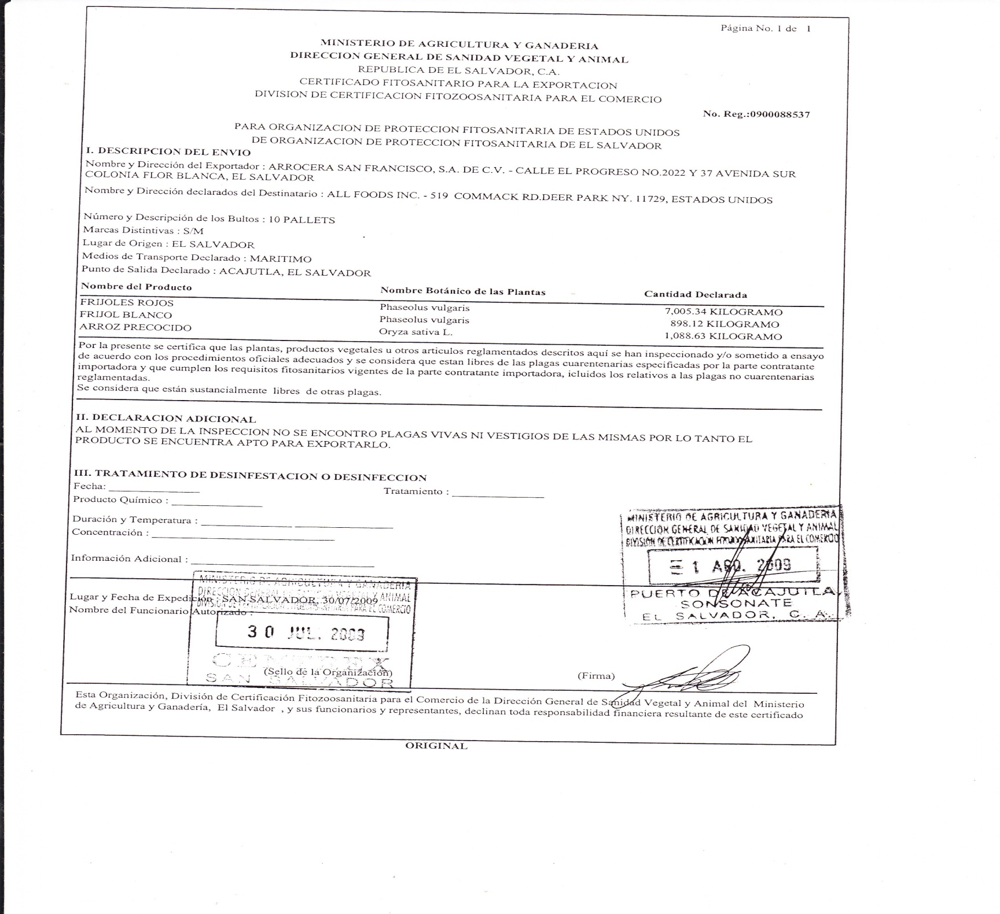 Página No. 1 de 1
MINISTERIO DE AGRICULTURA Y GANADERIA
DIRECCION GENERAL DE SANIDAD VEGETAL Y ANIMAL
REPUBLICA DE EL SALVADOR, C.A.
CERTIFICADO FITOSANITARIO PARA LA EXPORTACION
DIVISION DE CERTIFICACION FITOZOOSANITARIA PARA EL COMERCIO
No. Reg.:0900088537
PARA ORGANIZACION DE PROTECCION FITOSANITARIA DE ESTADOS UNIDOS
DE ORGANIZACION DE PROTECCION FITOSANITARIA DE EL SALVADOR
I. DESCRIPCION DEL ENVIO
Nombre y Dirección del Exportador : ARROCERA SAN FRANCISCO, S.A. DE C.V. - CALLE EL PROGRESO NO.2022 Y 37 AVENIDA SUR
COLONIA FLOR BLANCA, EL SALVADOR
Nombre y Dirección declarados del Destinatario : ALL FOODS INC. - 519 COMMACK RD.DEER PARK NY. 11729, ESTADOS UNIDOS
Número y Descripción de los Bultos : 10 PALLETS
Marcas Distintivas : S/M
Lugar de Origen : EL SALVADOR
Medios de Transporte Declarado : MARITIMO
Punto de Salida Declarado : ACAJUTLA, EL SALVADOR
Nombre del Producto Nombre Botánico de las Plantas Cantidad Declarada
FRIJOLES ROJOS Phaseolus vulgaris 7,005.34 KILOGRAMO
FRIJOL BLANCO Phaseolus vulgaris 898.12 KILOGRAMO
ARROZ PRECOCIDO Oryza sativa L. 1,088.63 KILOGRAMO
Por la presente se certifica que las plantas, productos vegetales u otros articulos reglamentados descritos aquí se han inspeccionado y/o sometido a ensayo
de acuerdo con los procedimientos oficiales adecuados y se considera que estan libres de las plagas cuarentenarias especificadas por la parte contratante
importadora y que cumplen los requisitos fitosanitarios vigentes de la parte contratante importadora, icluidos los relativos a las plagas no cuarentenarias
reglamentadas.
Se considera que están sustancialmente libres de otras plagas.
II. DECLARACION ADICIONAL
AL MOMENTO DE LA INSPECCION NO SE ENCONTRO PLAGAS VIVAS NI VESTIGIOS DE LAS MISMAS POR LO TANTO EL
PRODUCTO SE ENCUENTRA APTO PARA EXPORTARLO.
III. TRATAMIENTO DE DESINFESTACION O DESINFECCION
Fecha: Tratamiento :
Producto Químico :
Duración y Temperatura :
Concentración :
Información Adicional :
MINISTERIO DE AGRICULTURA Y GANADERIA
DIRECCION GENERAL DE SANIDAD VEGETAL Y ANIMAL
DIVISION DE CERTIFICACION FITOZOOSANITARIA PARA EL COMERCIO
1 AGO. 2009
PUERTO DE ACAJUTLA,
SONSONATE
EL SALVADOR, C. A.
MINISTERIO DE AGRICULTURA Y GANADERIA
DIRECCION GENERAL DE SANIDAD VEGETAL Y ANIMAL
DIVISION DE CERTIFICACION FITOZOOSANITARIA PARA EL COMERCIO
Lugar y Fecha de Expedición : SAN SALVADOR, 30/07/2009
Nombre del Funcionario Autorizado :
30 JUL. 2009
CENTREX
SAN SALVADOR
(Sello de la Organización) (Firma)
Esta Organización, División de Certificación Fitozoosanitaria para el Comercio de la Dirección General de Sanidad Vegetal y Animal del Ministerio
de Agricultura y Ganadería, El Salvador , y sus funcionarios y representantes, declinan toda responsabilidad financiera resultante de este certificado
ORIGINAL